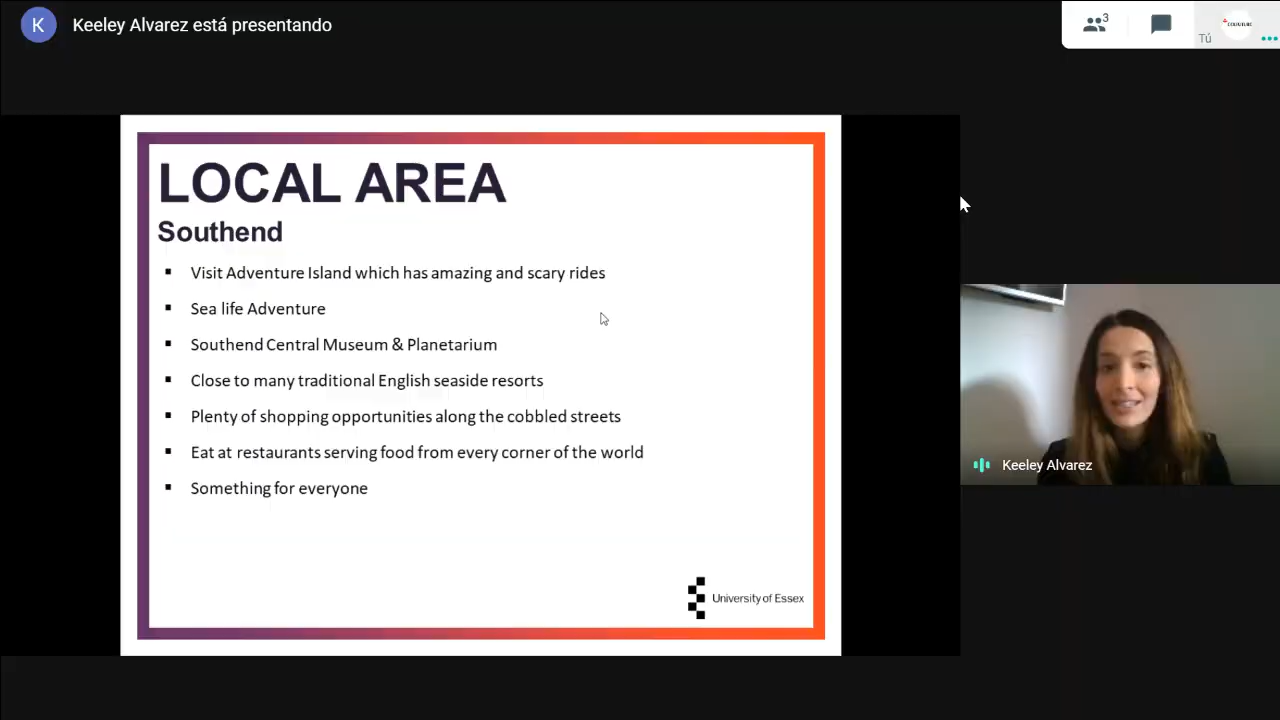 K
Keeley Alvarez está presentando
3
Tú
LOCAL AREA
Southend
▪ Visit Adventure Island which has amazing and scary rides
▪ Sea life Adventure
▪ Southend Central Museum & Planetarium
▪ Close to many traditional English seaside resorts
▪ Plenty of shopping opportunities along the cobbled streets
▪ Eat at restaurants serving food from every corner of the world
▪ Something for everyone
Keeley Alvarez
University of Essex